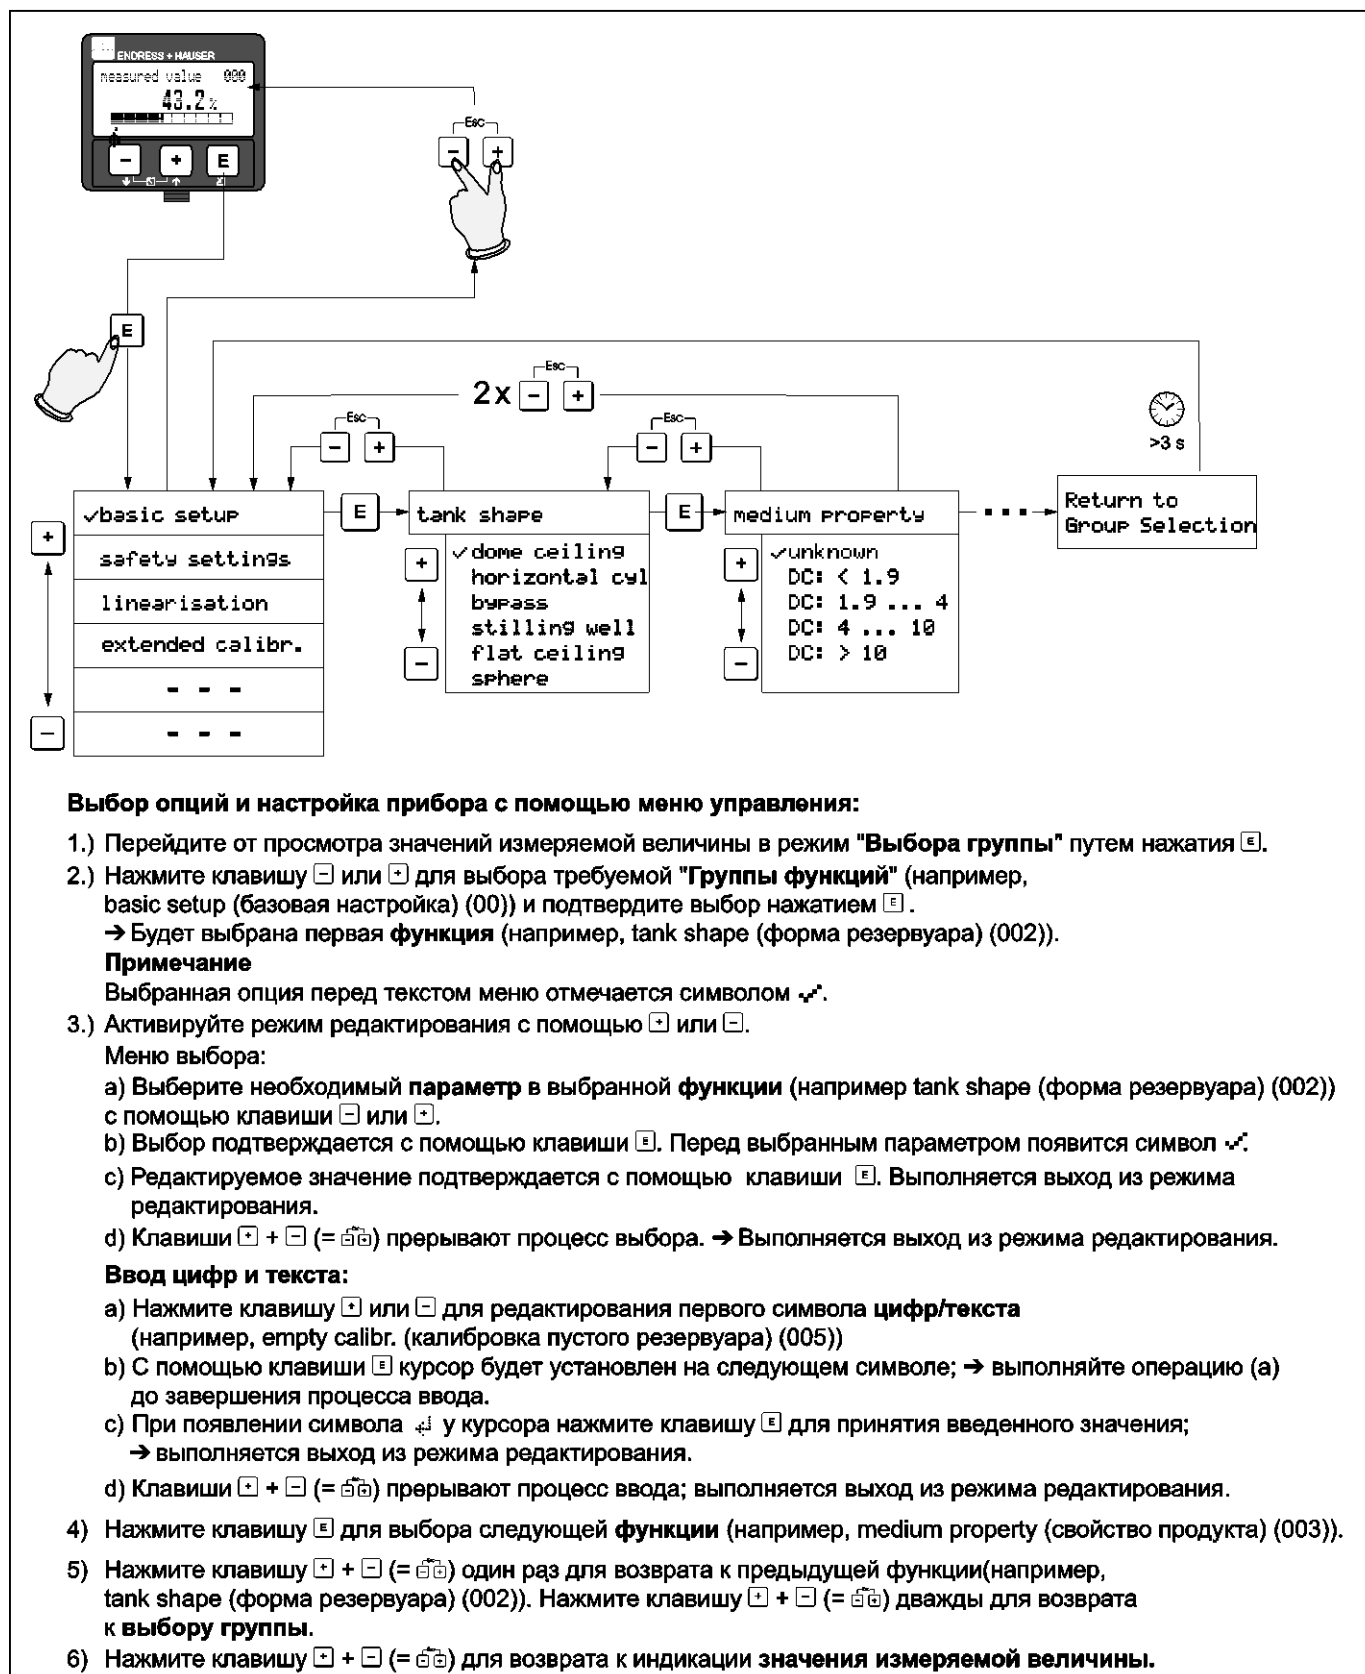 ENDRESS + HAUSER
measured value 000
43.2 %
- + E
Esc
- +
E
Esc
2x - +
Esc
- +
Esc
- +
>3 s
✓basic setup
E
tank shape
E
medium property
Return to
Group Selection
+
-
safety settings
linearisation
extended calibr.
- - -
- - -
+
-
✓dome ceiling
horizontal cyl
bypass
stilling well
flat ceiling
sphere
+
-
✓unknown
DC: < 1.9
DC: 1.9 ... 4
DC: 4 ... 10
DC: > 10
Выбор опций и настройка прибора с помощью меню управления:
1.) Перейдите от просмотра значений измеряемой величины в режим "Выбора группы" путем нажатия E.
2.) Нажмите клавишу - или + для выбора требуемой "Группы функций" (например,
basic setup (базовая настройка) (00)) и подтвердите выбор нажатием E.
➔ Будет выбрана первая функция (например, tank shape (форма резервуара) (002)).
Примечание
Выбранная опция перед текстом меню отмечается символом ✓.
3.) Активируйте режим редактирования с помощью + или -.
Меню выбора:
a) Выберите необходимый параметр в выбранной функции (например tank shape (форма резервуара) (002))
с помощью клавиши - или +.
b) Выбор подтверждается с помощью клавиши E. Перед выбранным параметром появится символ ✓.
c) Редактируемое значение подтверждается с помощью клавиши E. Выполняется выход из режима
редактирования.
d) Клавиши + + - (= - +) прерывают процесс выбора. ➔ Выполняется выход из режима редактирования.
Ввод цифр и текста:
a) Нажмите клавишу + или - для редактирования первого символа цифр/текста
(например, empty calibr. (калибровка пустого резервуара) (005))
b) С помощью клавиши E курсор будет установлен на следующем символе; ➔ выполняйте операцию (a)
до завершения процесса ввода.
c) При появлении символа ↵ у курсора нажмите клавишу E для принятия введенного значения;
➔ выполняется выход из режима редактирования.
d) Клавиши + + - (= - +) прерывают процесс ввода; выполняется выход из режима редактирования.
4) Нажмите клавишу E для выбора следующей функции (например, medium property (свойство продукта) (003)).
5) Нажмите клавишу + + - (= - +) один раз для возврата к предыдущей функции(например,
tank shape (форма резервуара) (002)). Нажмите клавишу + + - (= - +) дважды для возврата
к выбору группы.
6) Нажмите клавишу + + - (= - +) для возврата к индикации значения измеряемой величины.